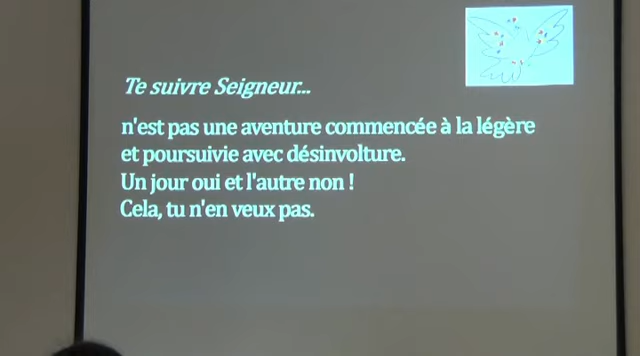 Te suivre Seigneur...
n'est pas une aventure commencée à la légère
et poursuivie avec désinvolture.
Un jour oui et l'autre non !
Cela, tu n'en veux pas.